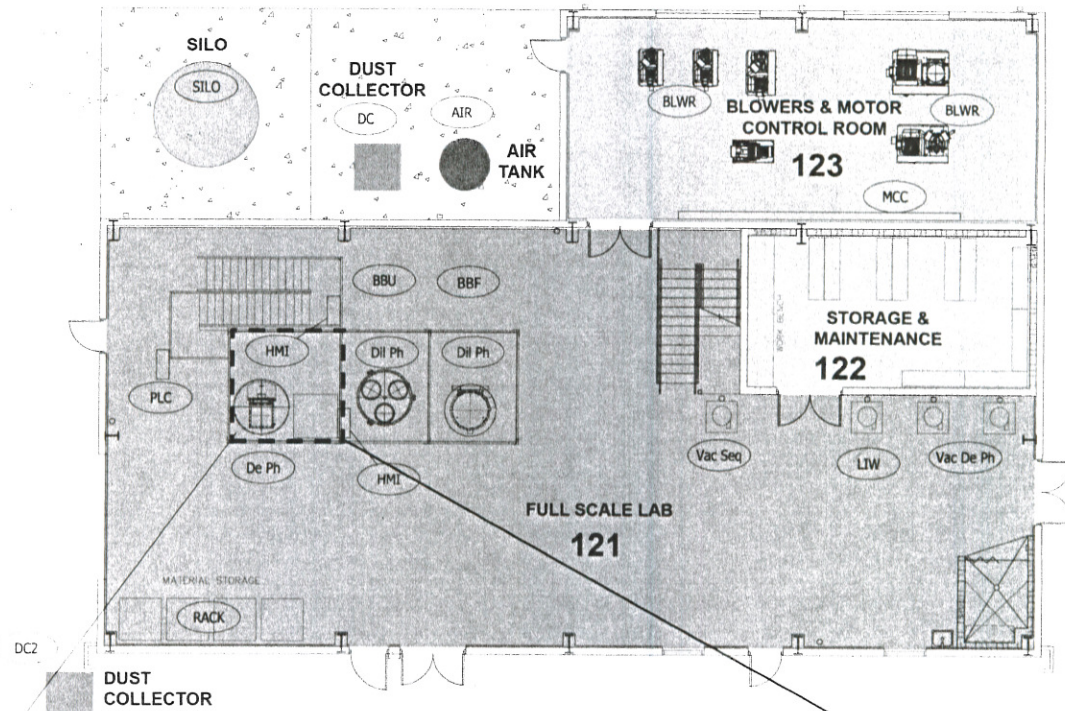 SILO
SILO
DUST
COLLECTOR
DC
AIR
AIR
TANK
BLWR
BLOWERS & MOTOR
CONTROL ROOM
123
BLWR
MCC
BBU
BBF
WORK BENCH
STORAGE &
MAINTENANCE
122
HMI
Dil Ph
Dil Ph
PLC
De Ph
HMI
Vac Seq
LIW
Vac De Ph
FULL SCALE LAB
121
MATERIAL STORAGE
RACK
DC2
DUST
COLLECTOR